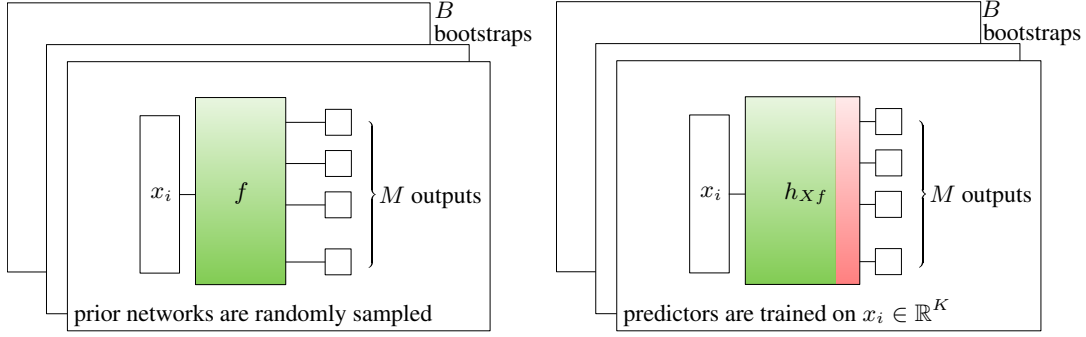 B
bootstraps
x_i
f
M outputs
prior networks are randomly sampled
B
bootstraps
x_i
h_{Xf}
M outputs
predictors are trained on x_i ∈ ℝ^K